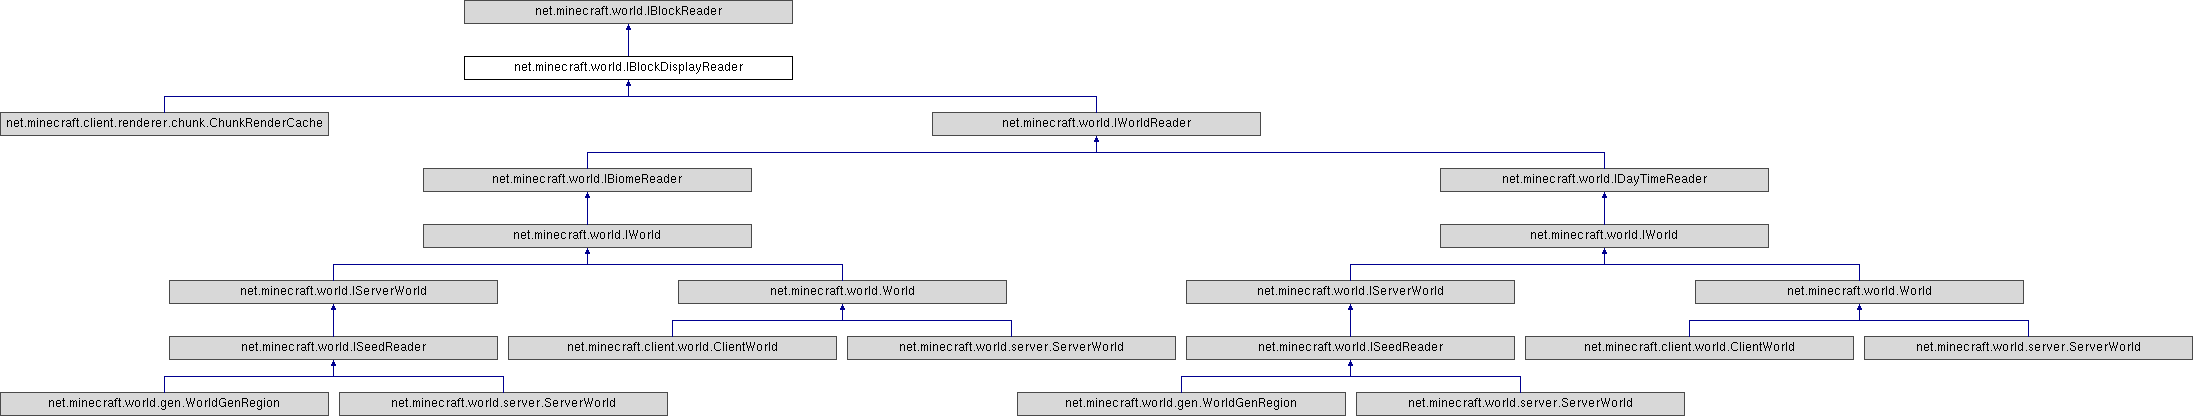 net.minecraft.world.IBlockReader
net.minecraft.world.IBlockDisplayReader
net.minecraft.client.renderer.chunk.ChunkRenderCache
net.minecraft.world.IWorldReader
net.minecraft.world.IBiomeReader
net.minecraft.world.IDayTimeReader
net.minecraft.world.IWorld
net.minecraft.world.IWorld
net.minecraft.world.IServerWorld
net.minecraft.world.World
net.minecraft.world.IServerWorld
net.minecraft.world.World
net.minecraft.world.ISeedReader
net.minecraft.client.world.ClientWorld
net.minecraft.world.server.ServerWorld
net.minecraft.world.ISeedReader
net.minecraft.client.world.ClientWorld
net.minecraft.world.server.ServerWorld
net.minecraft.world.gen.WorldGenRegion
net.minecraft.world.server.ServerWorld
net.minecraft.world.gen.WorldGenRegion
net.minecraft.world.server.ServerWorld